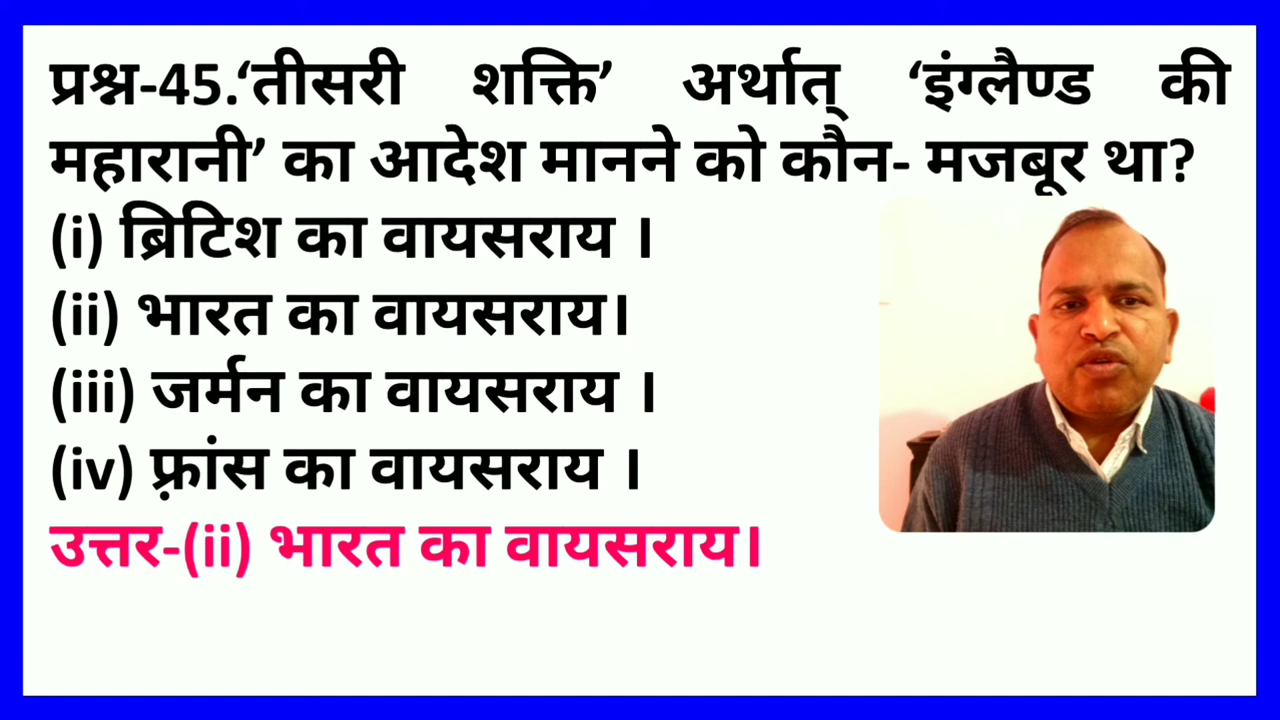 प्रश्न-45.‘तीसरी शक्ति’ अर्थात् ‘इंग्लैण्ड की
महारानी’ का आदेश मानने को कौन- मजबूर था?
(i) ब्रिटिश का वायसराय ।
(ii) भारत का वायसराय।
(iii) जर्मन का वायसराय ।
(iv) फ़्रांस का वायसराय ।
उत्तर-(ii) भारत का वायसराय।